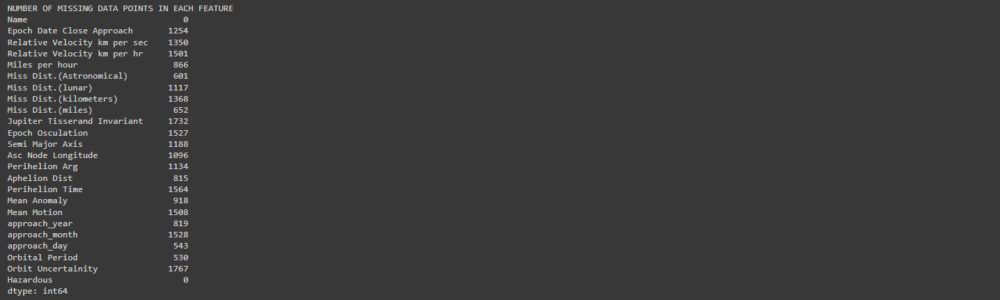 NUMBER OF MISSING DATA POINTS IN EACH FEATURE
Name 0
Epoch Date Close Approach 1254
Relative Velocity km per sec 1350
Relative Velocity km per hr 1501
Miles per hour 866
Miss Dist.(Astronomical) 601
Miss Dist.(lunar) 1117
Miss Dist.(kilometers) 1368
Miss Dist.(miles) 652
Jupiter Tisserand Invariant 1732
Epoch Osculation 1527
Semi Major Axis 1188
Asc Node Longitude 1096
Perihelion Arg 1134
Aphelion Dist 815
Perihelion Time 1564
Mean Anomaly 918
Mean Motion 1508
approach_year 819
approach_month 1528
approach_day 543
Orbital Period 530
Orbit Uncertainity 1767
Hazardous 0
dtype: int64